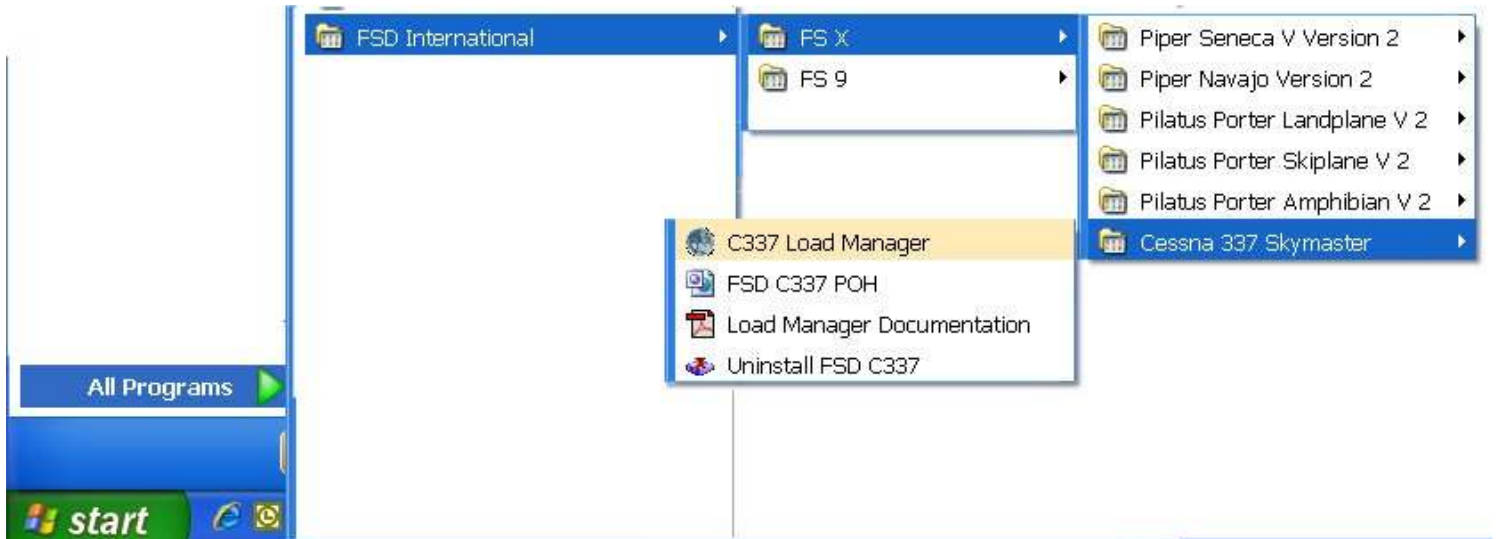 FSD International
FS X
FS 9
Piper Seneca V Version 2
Piper Navajo Version 2
Pilatus Porter Landplane V 2
Pilatus Porter Skiplane V 2
Pilatus Porter Amphibian V 2
Cessna 337 Skymaster
C337 Load Manager
FSD C337 POH
Load Manager Documentation
Uninstall FSD C337
All Programs
start